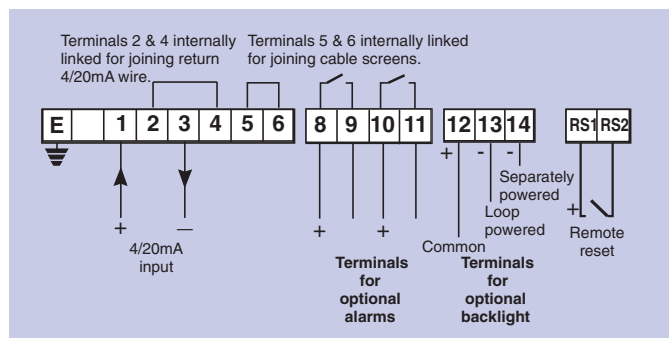 Terminals 2 & 4 internally
linked for joining return
4/20mA wire.
Terminals 5 & 6 internally linked
for joining cable screens.
E 1 2 3 4 5 6 8 9 10 11 12 13 14 RS1 RS2
+ - -
Separately
powered
Loop
powered
Common
+ —
4/20mA
input
+ +
Terminals
for
optional
alarms
Terminals
for
optional
backlight
+
Remote
reset